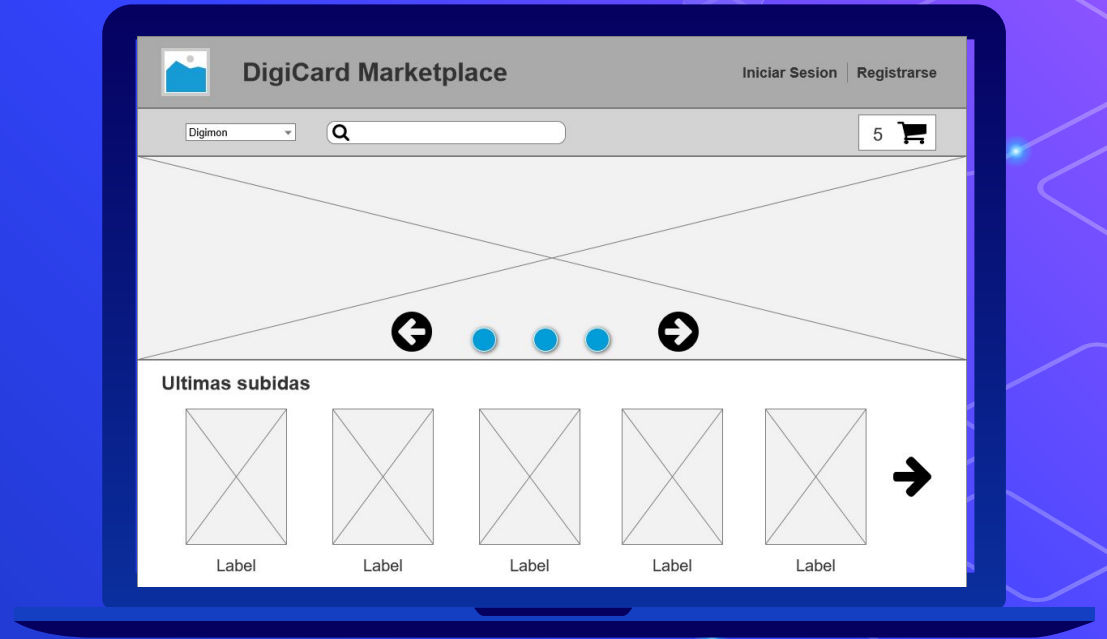 DigiCard Marketplace
Iniciar Sesion
Registrarse
Digimon
5
Ultimas subidas
Label
Label
Label
Label
Label